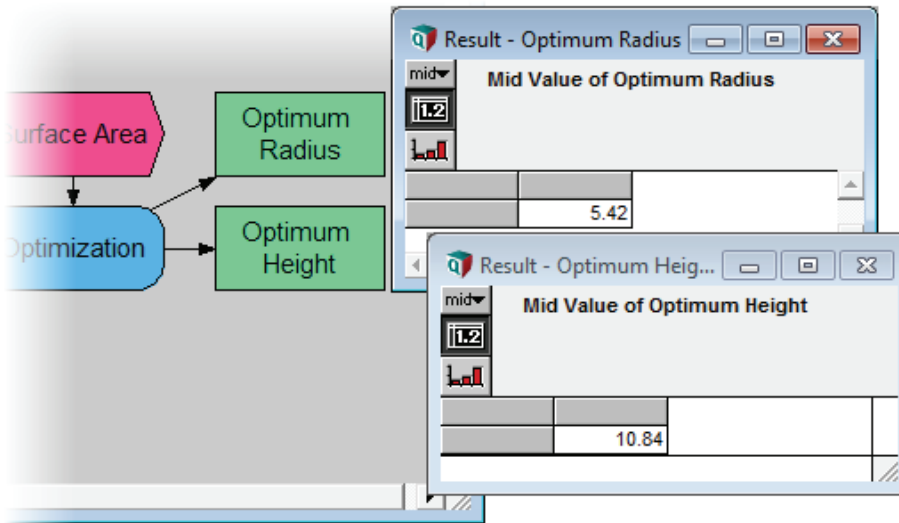 Surface Area
Optimization
Optimum
Radius
Optimum
Height
Result - Optimum Radius
mid
Mid Value of Optimum Radius
1.2
5.42
Result - Optimum Heig...
mid
Mid Value of Optimum Height
1.2
10.84